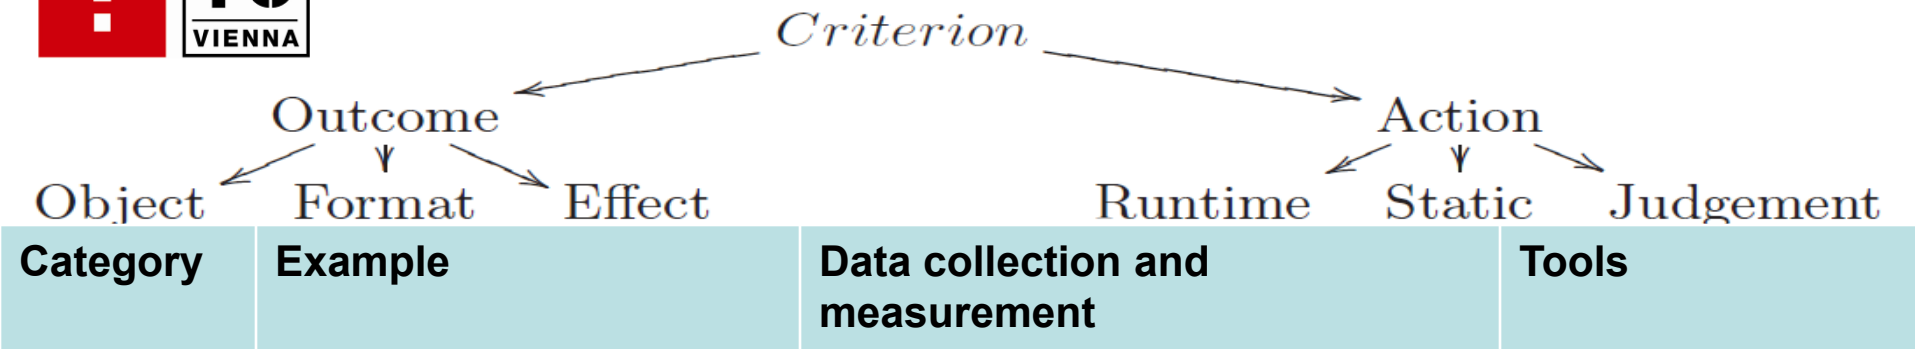 VIENNA
Criterion
Outcome Action
Object Format Effect Runtime Static Judgement
Category Example Data collection and Tools
measurement